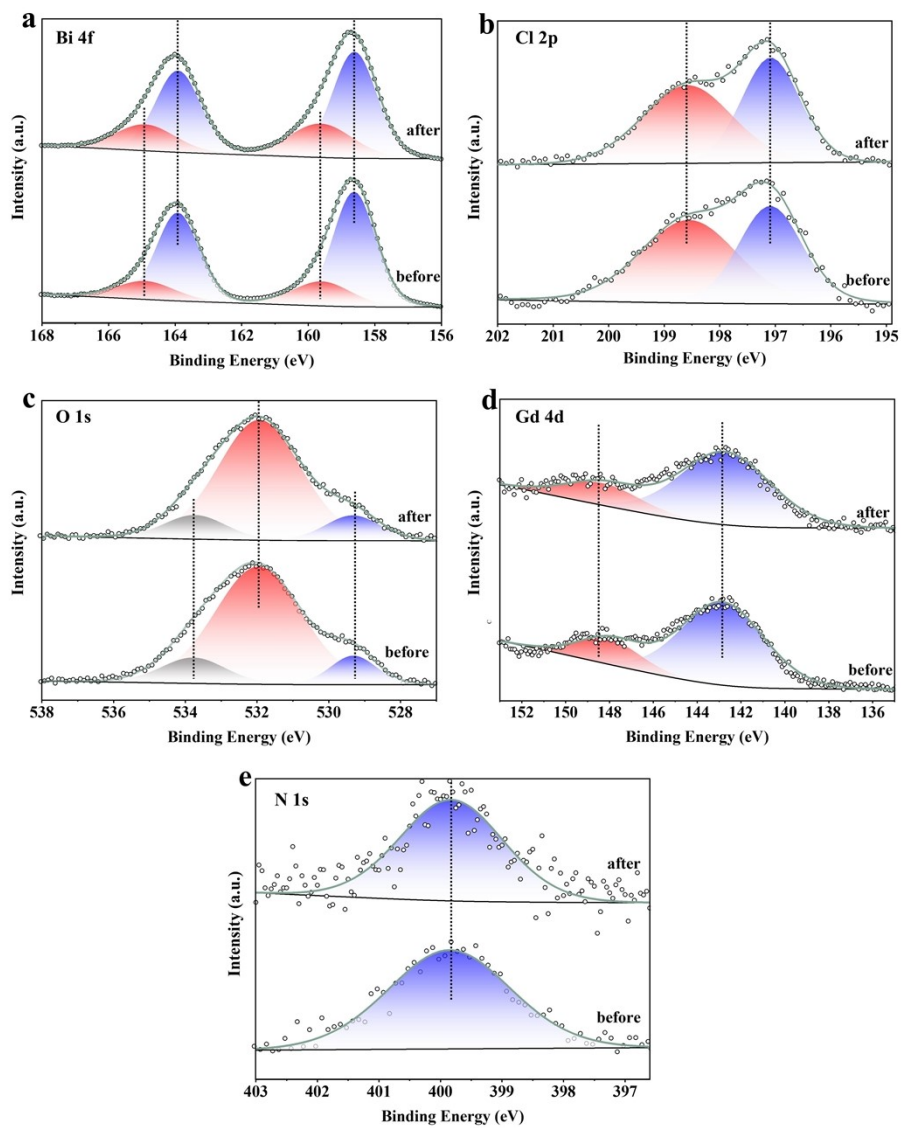 a
Bi 4f
after
before
Intensity (a.u.)
168 166 164 162 160 158 156
Binding Energy (eV)
b
Cl 2p
after
before
Intensity (a.u.)
202 201 200 199 198 197 196 195
Binding Energy (eV)
c
O 1s
after
before
Intensity (a.u.)
538 536 534 532 530 528
Binding Energy (eV)
d
Gd 4d
after
c
before
Intensity (a.u.)
152 150 148 146 144 142 140 138 136
Binding Energy (eV)
e
N 1s
after
before
Intensity (a.u.)
403 402 401 400 399 398 397
Binding Energy (eV)